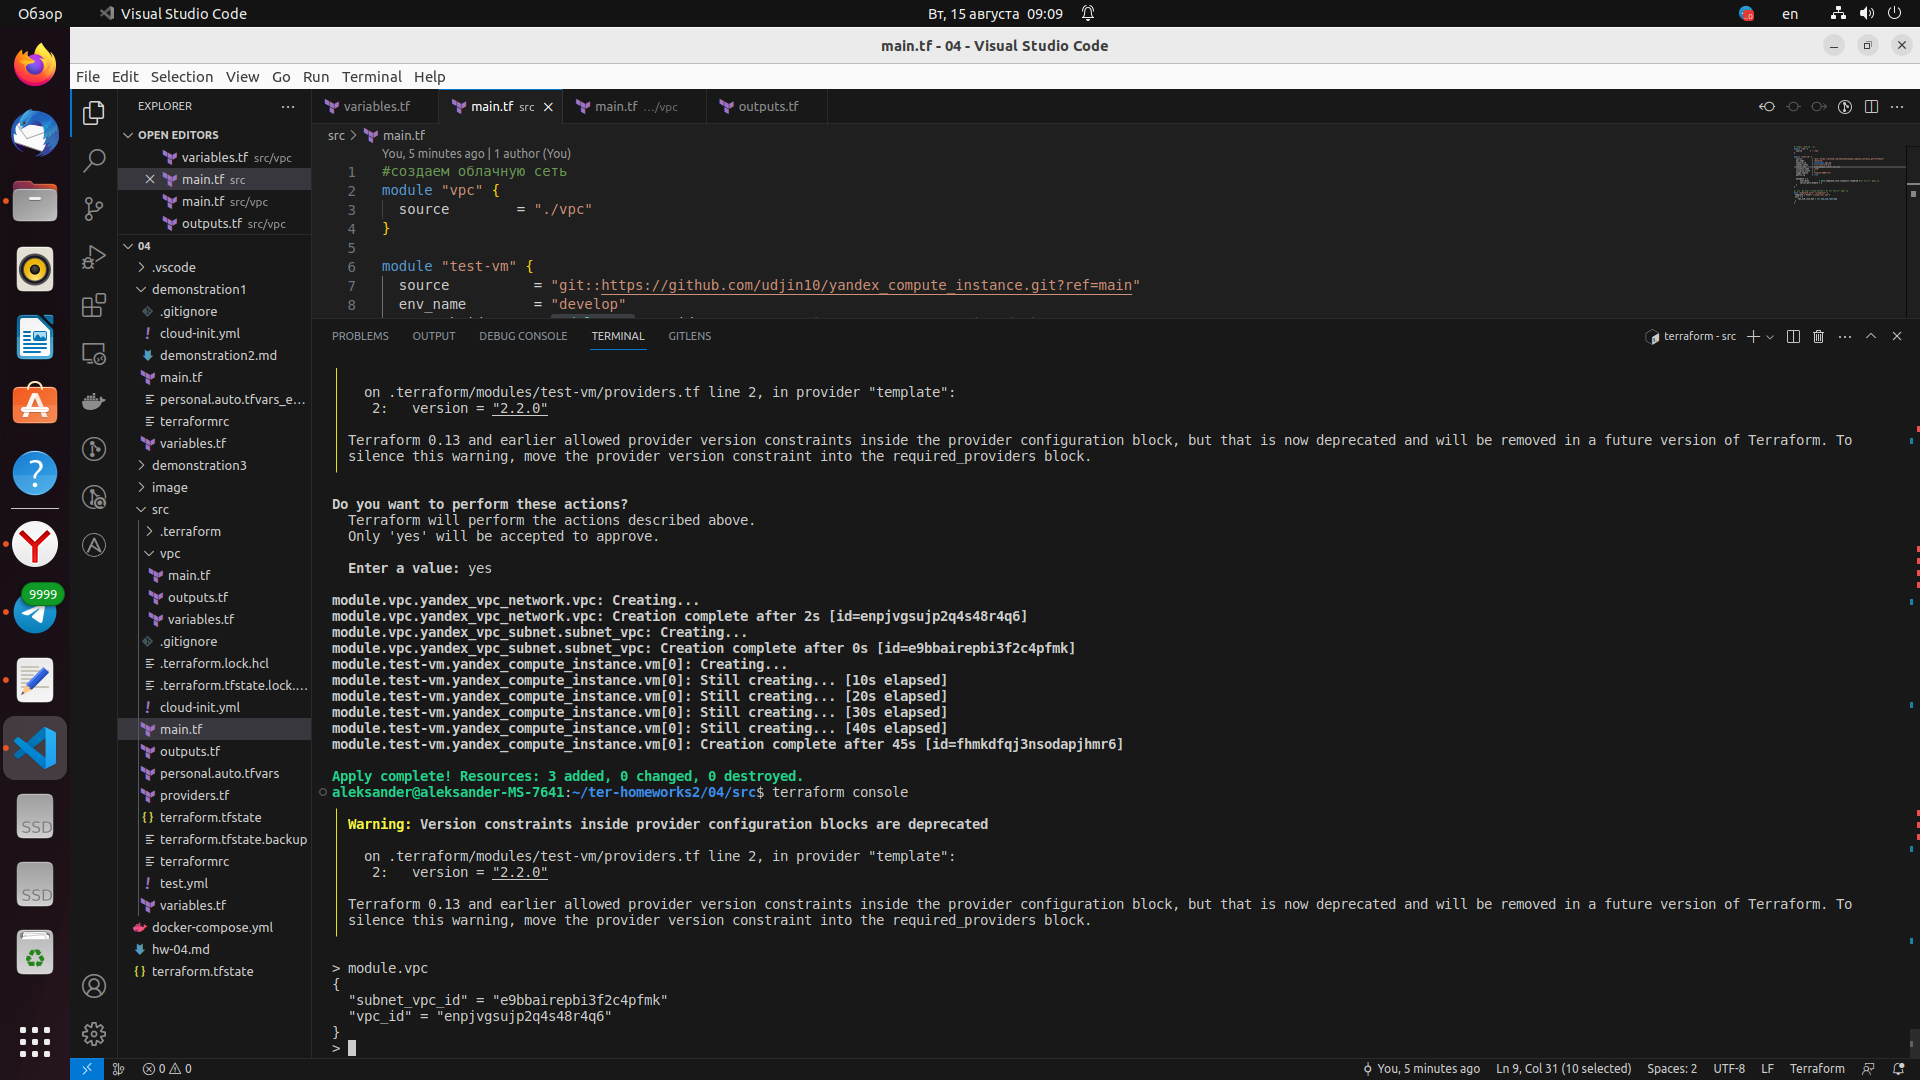 Обзор
Visual Studio Code
Вт, 15 августа 09:09
en
main.tf - 04 - Visual Studio Code
File Edit Selection View Go Run Terminal Help
EXPLORER
OPEN EDITORS
variables.tf src/vpc
main.tf src
main.tf src/vpc
outputs.tf src/vpc
04
.vscode
demonstration1
.gitignore
cloud-init.yml
demonstration2.md
main.tf
personal.auto.tfvars_e...
terraformrc
variables.tf
demonstration3
image
src
.terraform
vpc
main.tf
outputs.tf
variables.tf
.gitignore
.terraform.lock.hcl
.terraform.tfstate.lock....
cloud-init.yml
main.tf
outputs.tf
personal.auto.tfvars
providers.tf
terraform.tfstate
terraform.tfstate.backup
terraformrc
test.yml
variables.tf
docker-compose.yml
hw-04.md
terraform.tfstate
9999
SSD
SSD
variables.tf
main.tf src
main.tf .../vpc
outputs.tf
src > main.tf
You, 5 minutes ago | 1 author (You)
1 #создаем облачную сеть
2 module "vpc" {
3 source = "./vpc"
4 }
5
6 module "test-vm" {
7 source = "git::https://github.com/udjin10/yandex_compute_instance.git?ref=main"
8 env_name = "develop"
PROBLEMS OUTPUT DEBUG CONSOLE TERMINAL GITLENS
terraform - src
on .terraform/modules/test-vm/providers.tf line 2, in provider "template":
2: version = "2.2.0"
Terraform 0.13 and earlier allowed provider version constraints inside the provider configuration block, but that is now deprecated and will be removed in a future version of Terraform. To
silence this warning, move the provider version constraint into the required_providers block.
Do you want to perform these actions?
Terraform will perform the actions described above.
Only 'yes' will be accepted to approve.
Enter a value: yes
module.vpc.yandex_vpc_network.vpc: Creating...
module.vpc.yandex_vpc_network.vpc: Creation complete after 2s [id=enpjvgsujp2q4s48r4q6]
module.vpc.yandex_vpc_subnet.subnet_vpc: Creating...
module.vpc.yandex_vpc_subnet.subnet_vpc: Creation complete after 0s [id=e9bbairepbi3f2c4pfmk]
module.test-vm.yandex_compute_instance.vm[0]: Creating...
module.test-vm.yandex_compute_instance.vm[0]: Still creating... [10s elapsed]
module.test-vm.yandex_compute_instance.vm[0]: Still creating... [20s elapsed]
module.test-vm.yandex_compute_instance.vm[0]: Still creating... [30s elapsed]
module.test-vm.yandex_compute_instance.vm[0]: Still creating... [40s elapsed]
module.test-vm.yandex_compute_instance.vm[0]: Creation complete after 45s [id=fhmkdfqj3nsodapjhmr6]
Apply complete! Resources: 3 added, 0 changed, 0 destroyed.
aleksander@aleksander-MS-7641:~/ter-homeworks2/04/src$ terraform console
Warning: Version constraints inside provider configuration blocks are deprecated
on .terraform/modules/test-vm/providers.tf line 2, in provider "template":
2: version = "2.2.0"
Terraform 0.13 and earlier allowed provider version constraints inside the provider configuration block, but that is now deprecated and will be removed in a future version of Terraform. To
silence this warning, move the provider version constraint into the required_providers block.
> module.vpc
{
"subnet_vpc_id" = "e9bbairepbi3f2c4pfmk"
"vpc_id" = "enpjvgsujp2q4s48r4q6"
}
>
0 0
You, 5 minutes ago
Ln 9, Col 31 (10 selected)
Spaces: 2
UTF-8
LF
Terraform